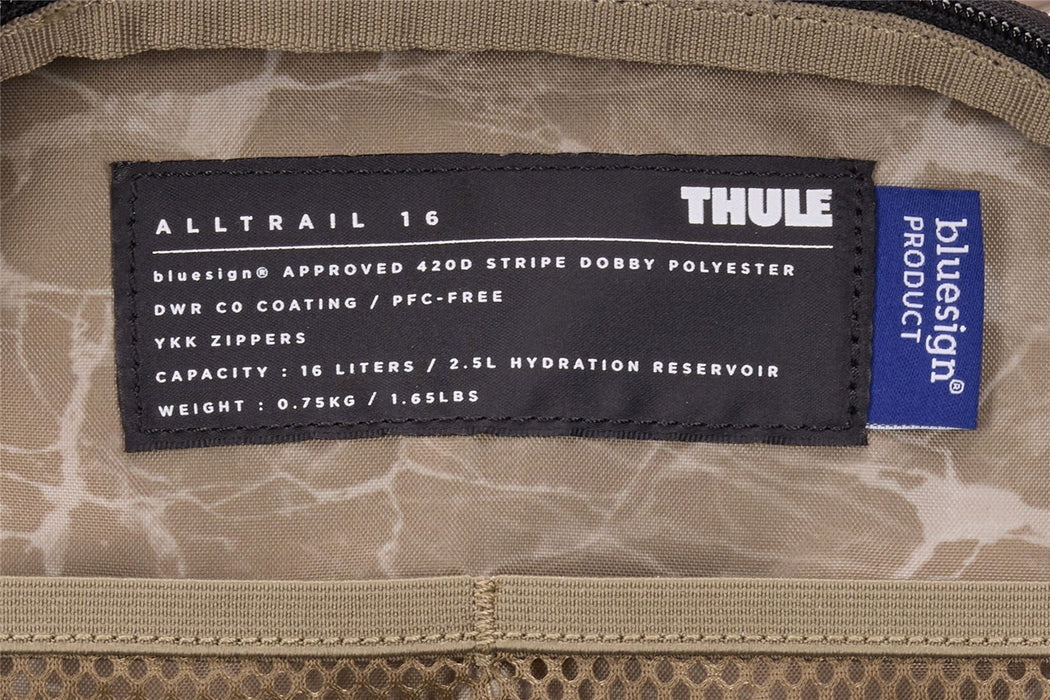 THULE
ALLTRAIL 16
bluesign® APPROVED 420D STRIPE DOBBY POLYESTER
DWR C0 COATING / PFC-FREE
YKK ZIPPERS
CAPACITY : 16 LITERS / 2.5L HYDRATION RESERVOIR
WEIGHT : 0.75KG / 1.65LBS
bluesign®
PRODUCT